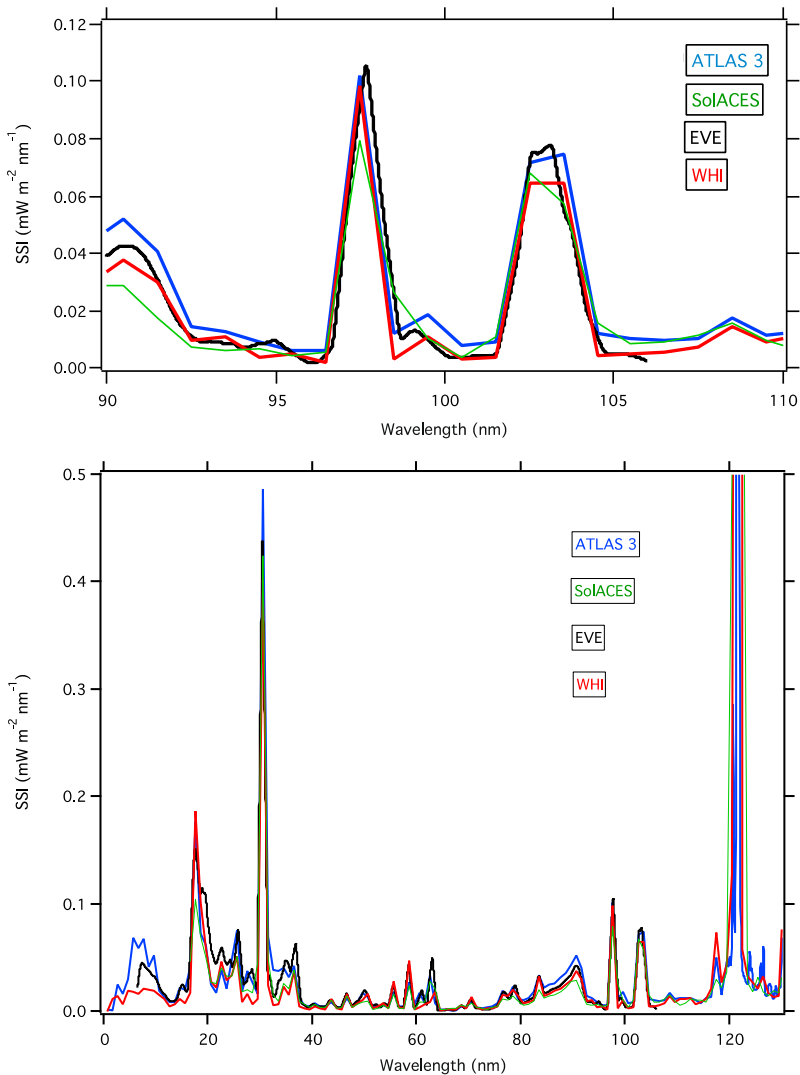 0.12
0.10
0.08
0.06
0.04
0.02
0.00
SSI (mW m⁻² nm⁻¹)
ATLAS 3
SolACES
EVE
WHI
90 95 100 105 110
Wavelength (nm)
0.5
0.4
0.3
0.2
0.1
0.0
SSI (mW m⁻² nm⁻¹)
ATLAS 3
SolACES
EVE
WHI
0 20 40 60 80 100 120
Wavelength (nm)